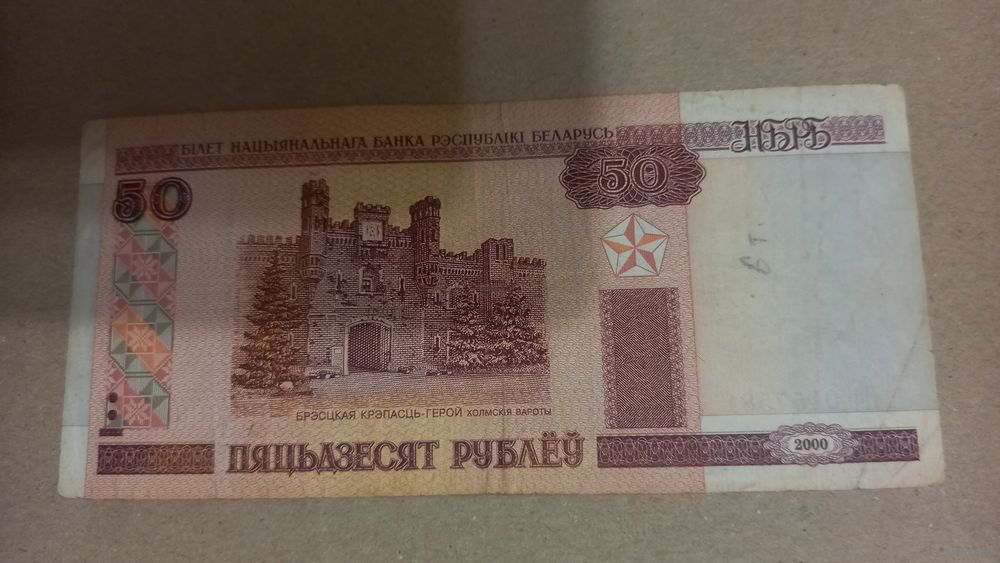 БІЛЕТ НАЦЫЯНАЛЬНАГА БАНКА РЭСПУБЛІКІ БЕЛАРУСЬ
НБРБ
50
50
БРЭСЦКАЯ КРЭПАСЦЬ-ГЕРОЙ ХОЛМСКІЯ ВАРОТЫ
ПЯЦЬДЗЕСЯТ РУБЛЁЎ
2000